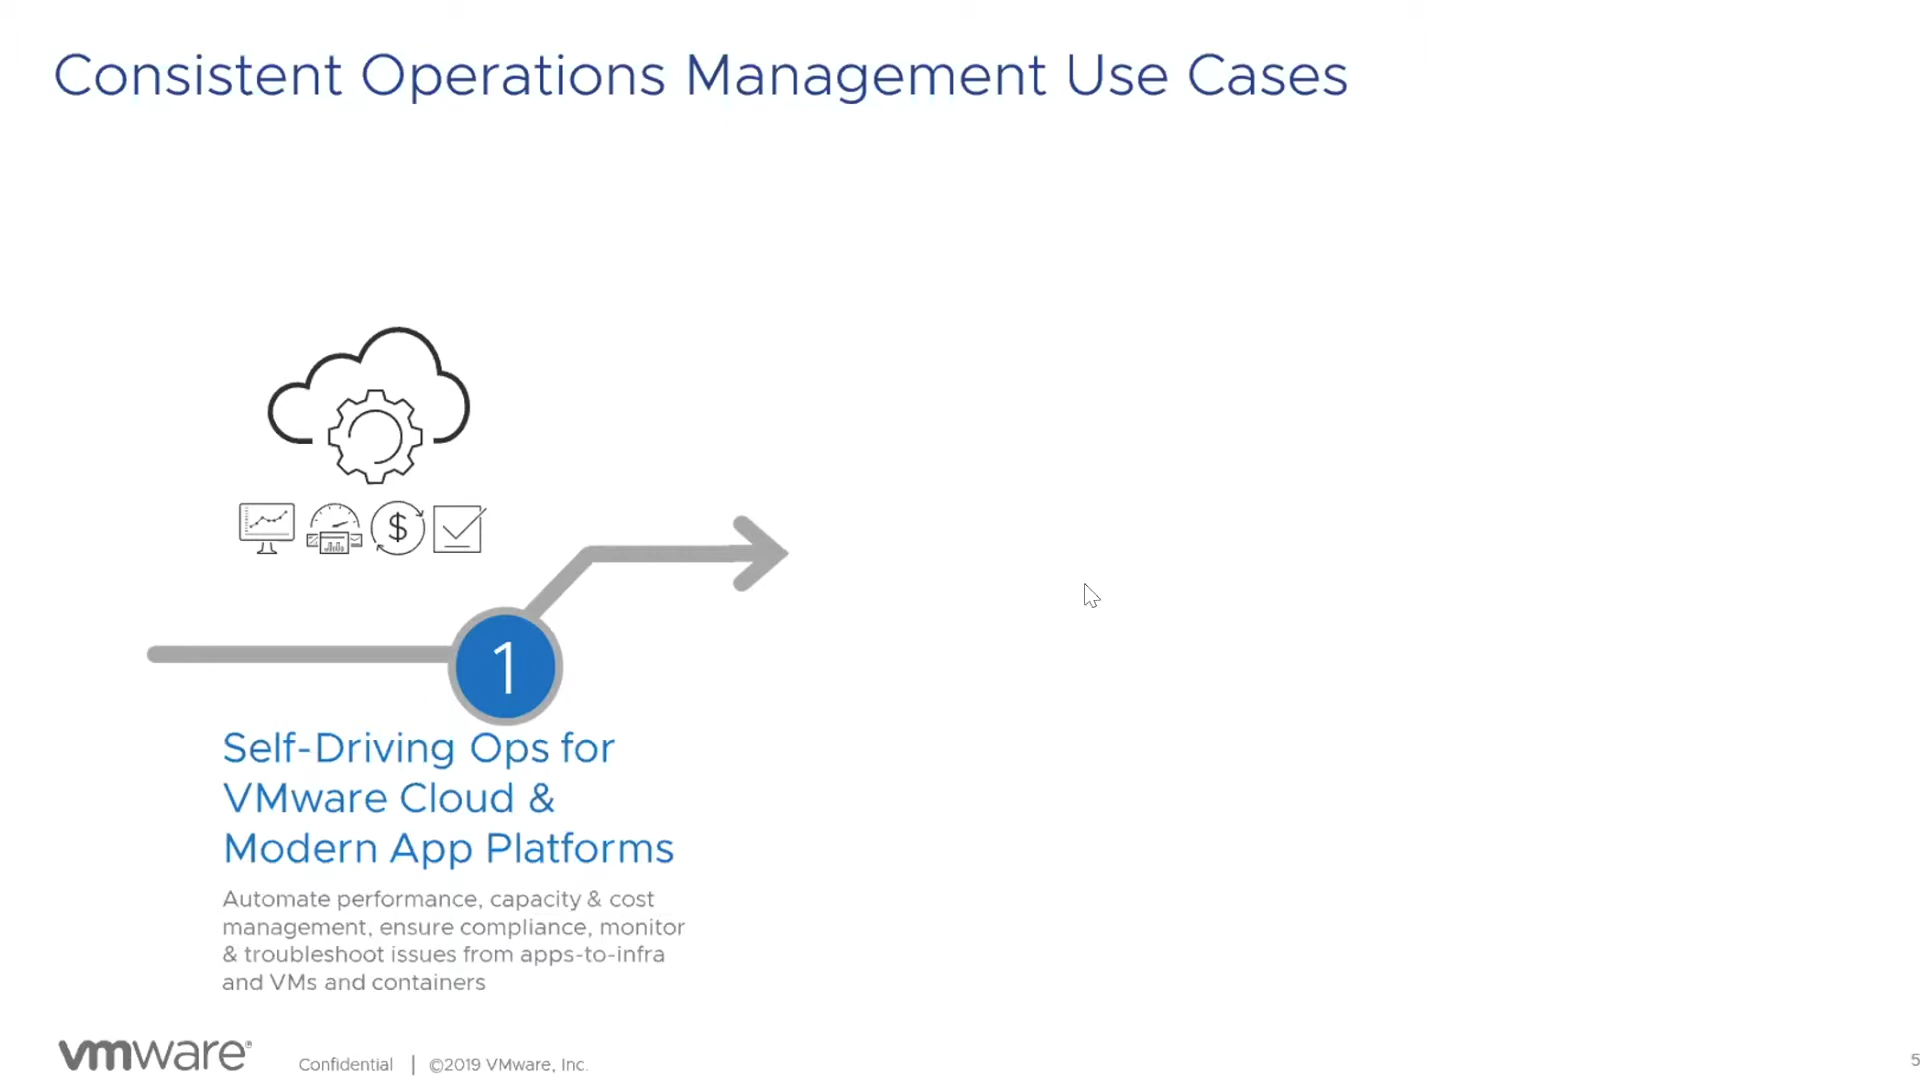 Consistent Operations Management Use Cases
$
1
Self-Driving Ops for
VMware Cloud &
Modern App Platforms
Automate performance, capacity & cost
management, ensure compliance, monitor
& troubleshoot issues from apps-to-infra
and VMs and containers
vmware®
Confidential | ©2019 VMware, Inc.
5